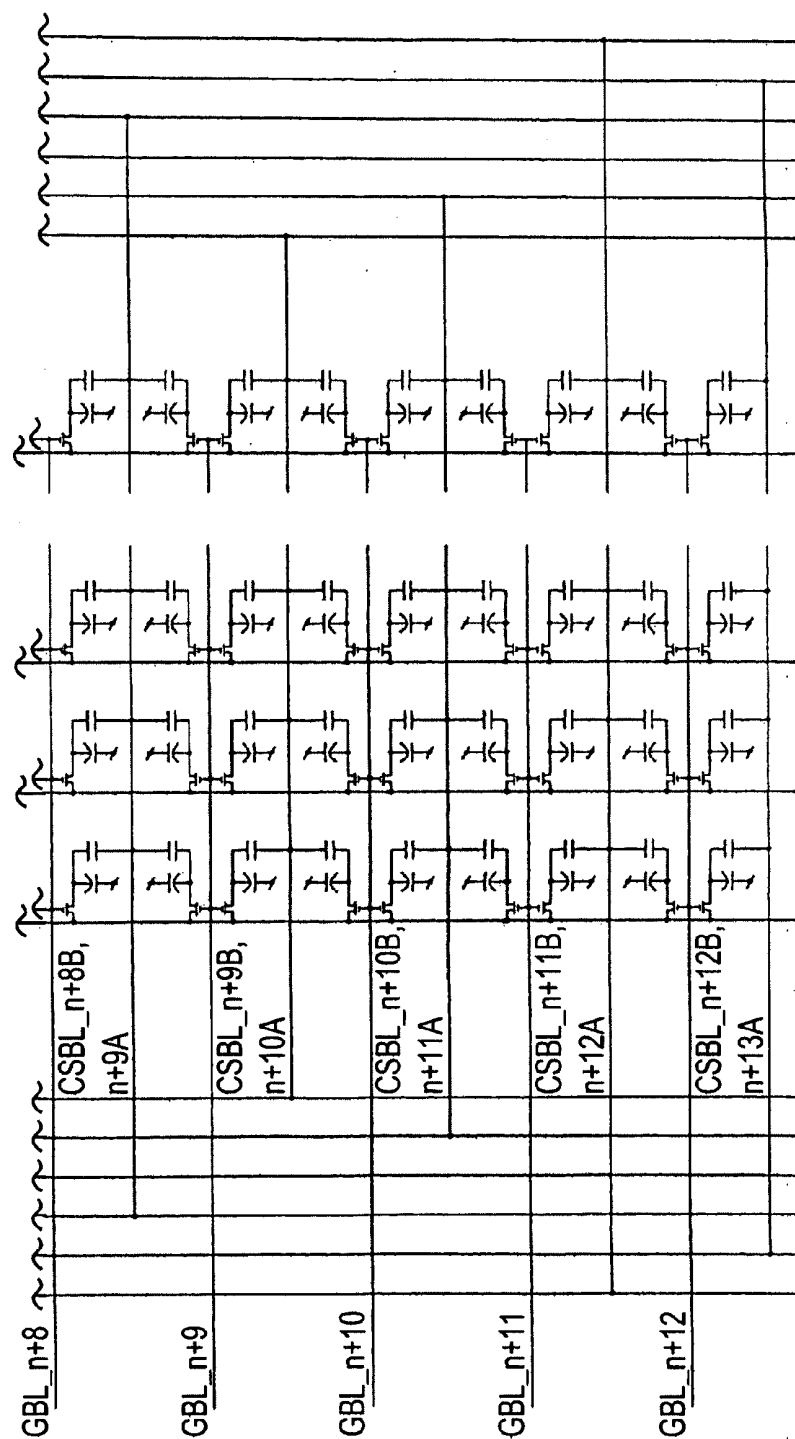 GBL_n+8
CSBL_n+8B,
n+9A
GBL_n+9
CSBL_n+9B,
n+10A
GBL_n+10
CSBL_n+10B,
n+11A
GBL_n+11
CSBL_n+11B,
n+12A
GBL_n+12
CSBL_n+12B,
n+13A